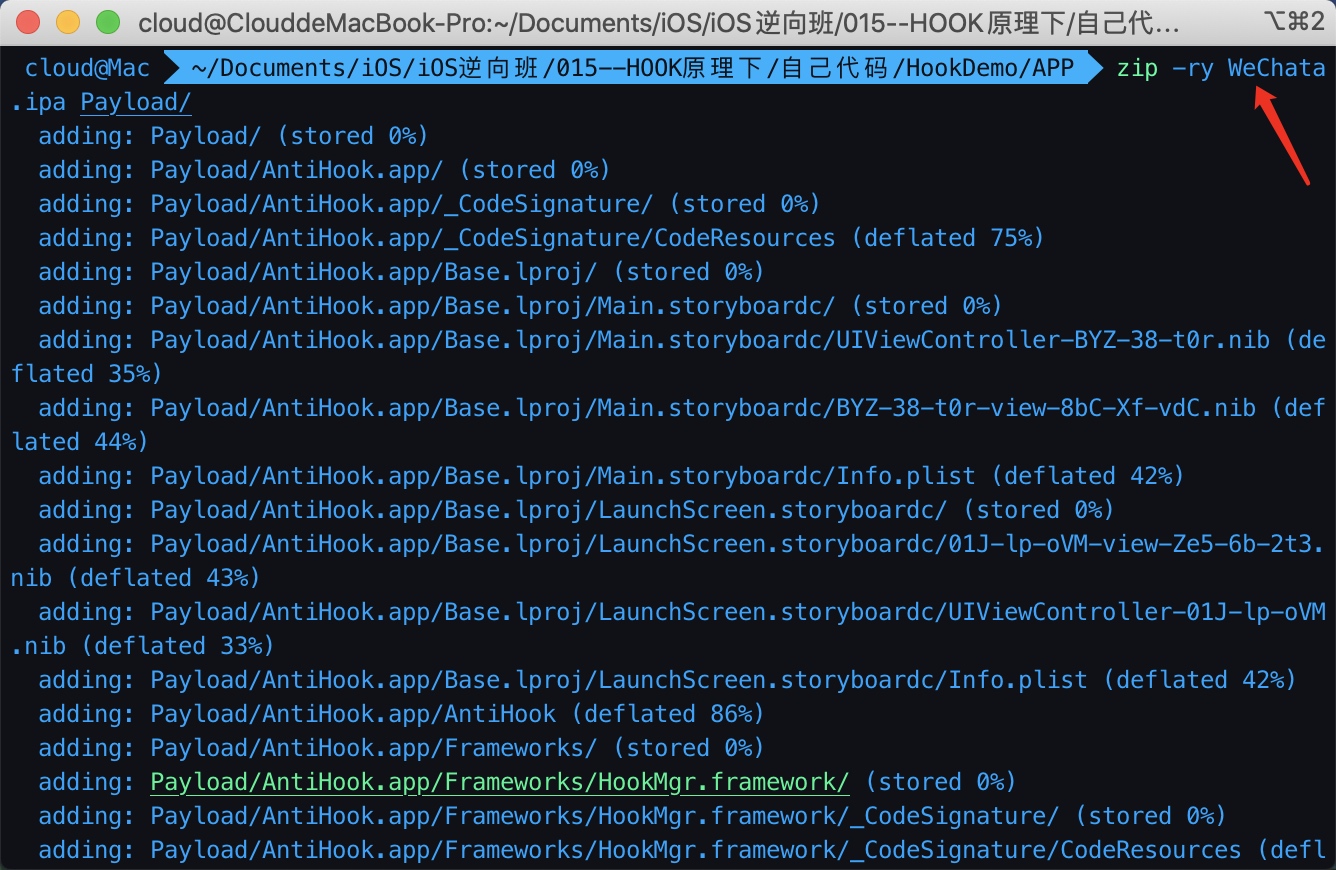 cloud@ClouddeMacBook-Pro:~/Documents/iOS/iOS逆向班/015--HOOK原理下/自己代... ⌥⌘2
cloud@Mac ~/Documents/iOS/iOS逆向班/015--HOOK原理下/自己代码/HookDemo/APP zip -ry WeChata
.ipa Payload/
adding: Payload/ (stored 0%)
adding: Payload/AntiHook.app/ (stored 0%)
adding: Payload/AntiHook.app/_CodeSignature/ (stored 0%)
adding: Payload/AntiHook.app/_CodeSignature/CodeResources (deflated 75%)
adding: Payload/AntiHook.app/Base.lproj/ (stored 0%)
adding: Payload/AntiHook.app/Base.lproj/Main.storyboardc/ (stored 0%)
adding: Payload/AntiHook.app/Base.lproj/Main.storyboardc/UIViewController-BYZ-38-t0r.nib (de
flated 35%)
adding: Payload/AntiHook.app/Base.lproj/Main.storyboardc/BYZ-38-t0r-view-8bC-Xf-vdC.nib (def
lated 44%)
adding: Payload/AntiHook.app/Base.lproj/Main.storyboardc/Info.plist (deflated 42%)
adding: Payload/AntiHook.app/Base.lproj/LaunchScreen.storyboardc/ (stored 0%)
adding: Payload/AntiHook.app/Base.lproj/LaunchScreen.storyboardc/01J-lp-oVM-view-Ze5-6b-2t3.
nib (deflated 43%)
adding: Payload/AntiHook.app/Base.lproj/LaunchScreen.storyboardc/UIViewController-01J-lp-oVM
.nib (deflated 33%)
adding: Payload/AntiHook.app/Base.lproj/LaunchScreen.storyboardc/Info.plist (deflated 42%)
adding: Payload/AntiHook.app/AntiHook (deflated 86%)
adding: Payload/AntiHook.app/Frameworks/ (stored 0%)
adding: Payload/AntiHook.app/Frameworks/HookMgr.framework/ (stored 0%)
adding: Payload/AntiHook.app/Frameworks/HookMgr.framework/_CodeSignature/ (stored 0%)
adding: Payload/AntiHook.app/Frameworks/HookMgr.framework/_CodeSignature/CodeResources (defl